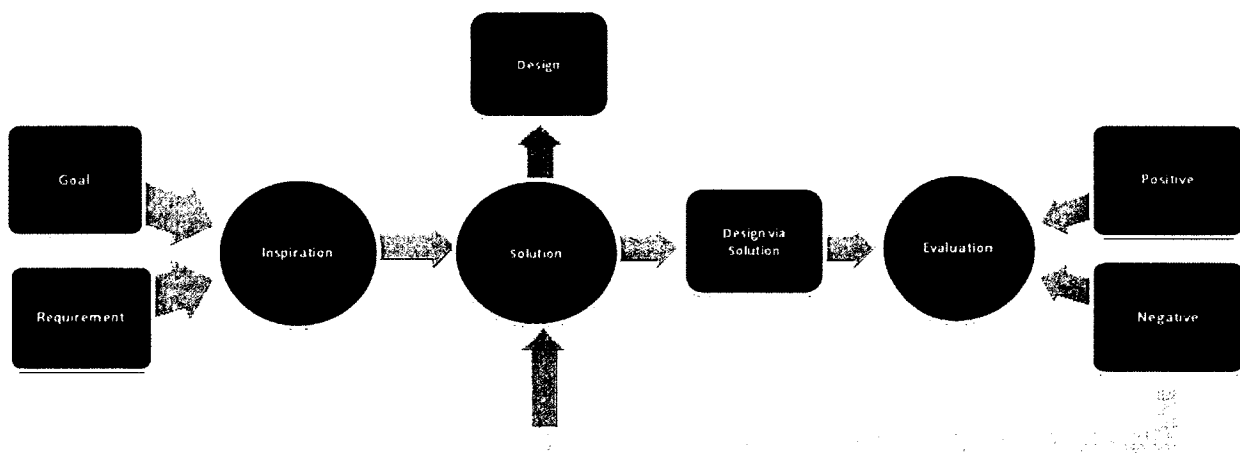 Design
Goal
Positive
Design via
Solution
Inspiration
Solution
Evaluation
Requirement
Negative